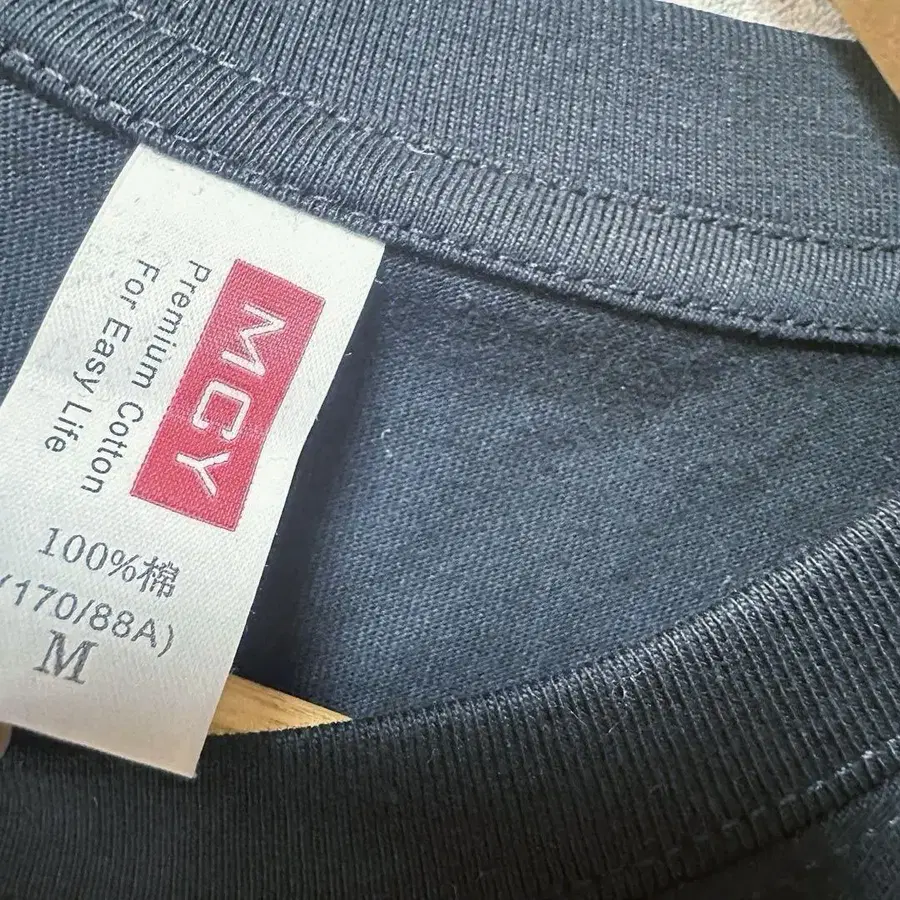 MCY
Premium Cotton
For Easy Life
100%棉
(170/88A)
M